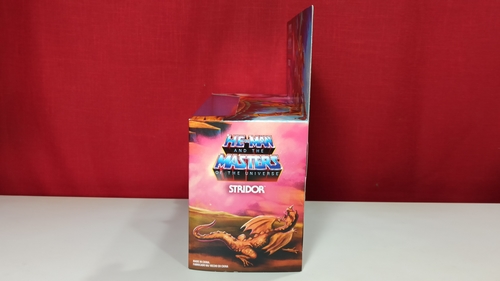 HE-MAN
AND THE
MASTERS
OF THE UNIVERSE
STRIDOR